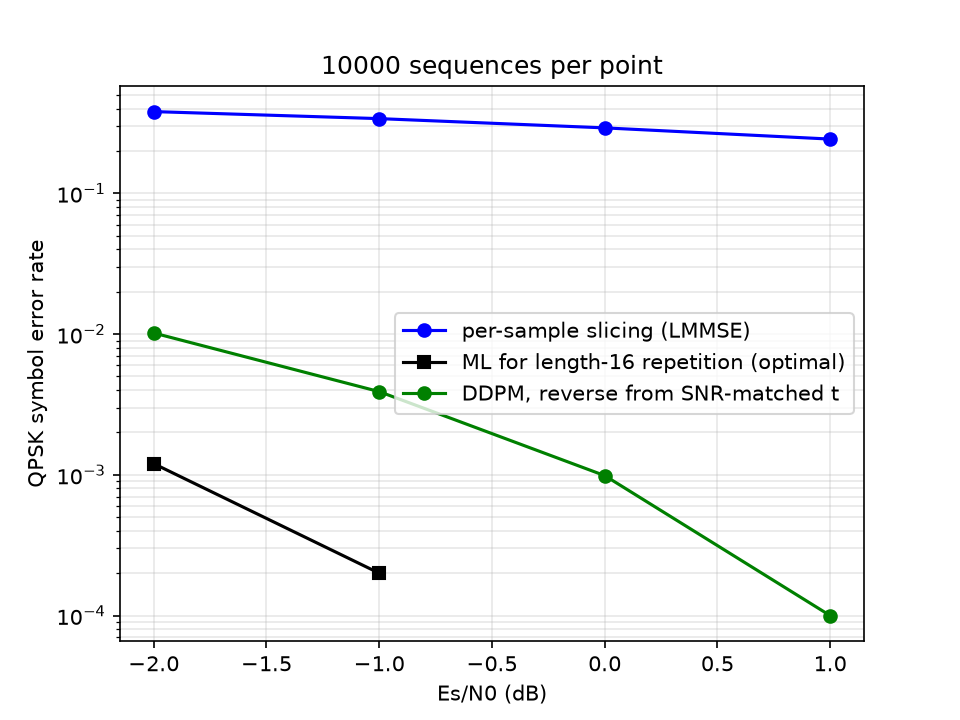 10000 sequences per point
QPSK symbol error rate
10⁻¹
10⁻²
10⁻³
10⁻⁴
per-sample slicing (LMMSE)
ML for length-16 repetition (optimal)
DDPM, reverse from SNR-matched t
−2.0 −1.5 −1.0 −0.5 0.0 0.5 1.0
Es/N0 (dB)